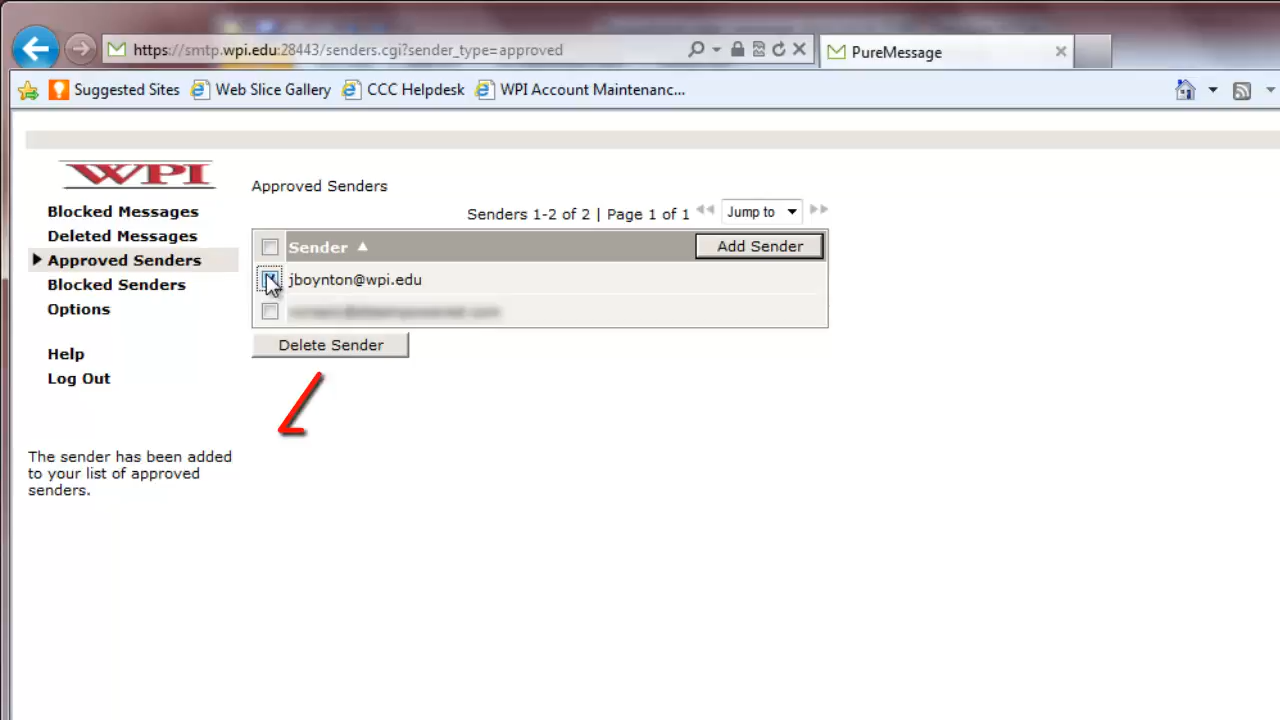 https://smtp.wpi.edu:28443/senders.cgi?sender_type=approved
PureMessage
Suggested Sites
Web Slice Gallery
CCC Helpdesk
WPI Account Maintenanc...
WPI
Blocked Messages
Deleted Messages
Approved Senders
Blocked Senders
Options
Help
Log Out
The sender has been added
to your list of approved
senders.
Approved Senders
Senders 1-2 of 2 | Page 1 of 1
Jump to
Sender
Add Sender
jboynton@wpi.edu
Delete Sender